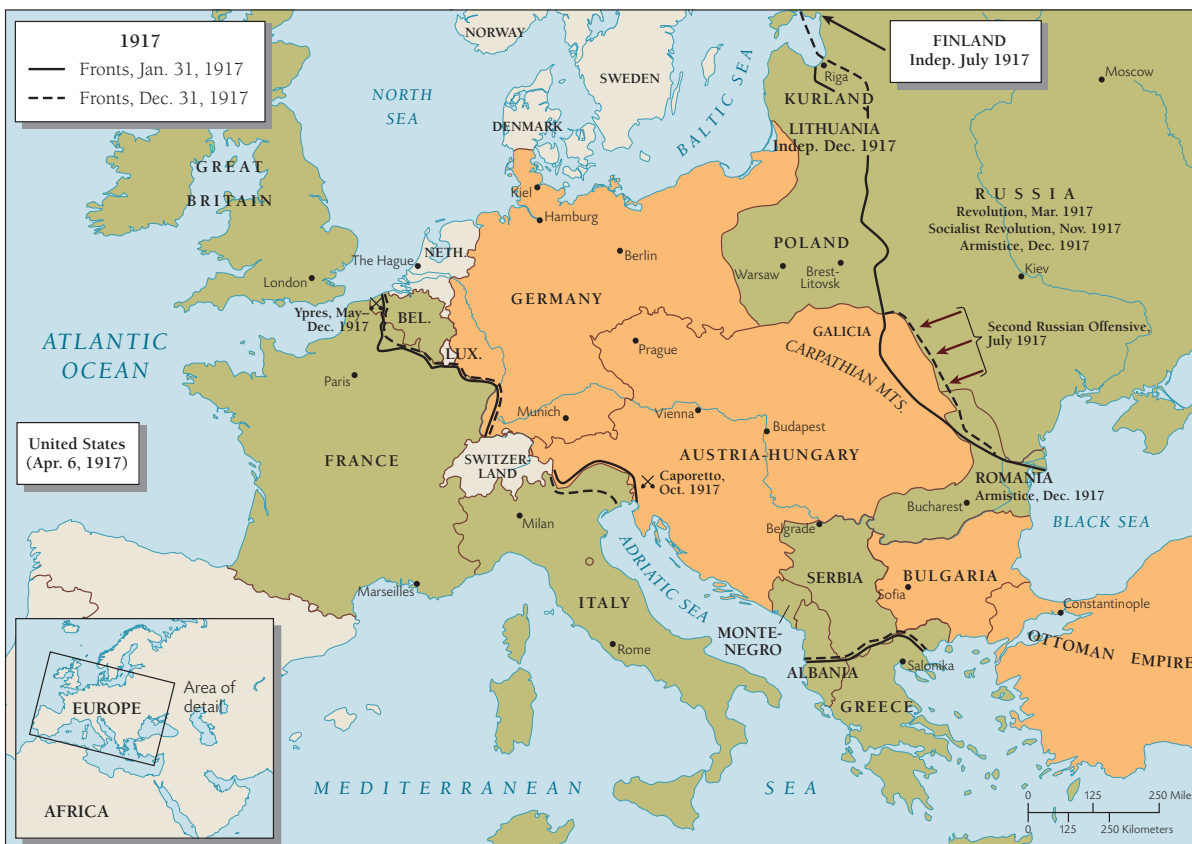 1917
Fronts, Jan. 31, 1917
Fronts, Dec. 31, 1917
NORWAY
SWEDEN
FINLAND
Indep. July 1917
Moscow
Riga
NORTH
SEA
BALTIC SEA
KURLAND
DENMARK
LITHUANIA
Indep. Dec. 1917
GREAT
BRITAIN
Kiel
Hamburg
RUSSIA
Revolution, Mar. 1917
Socialist Revolution, Nov. 1917
Armistice, Dec. 1917
NETH.
The Hague
Berlin
POLAND
Warsaw
Brest-
Litovsk
Kiev
London
GERMANY
Ypres, May–
Dec. 1917
BEL.
ATLANTIC
OCEAN
LUX.
Prague
GALICIA
CARPATHIAN MTS.
Second Russian Offensive,
July 1917
Paris
Munich
Vienna
Budapest
United States
(Apr. 6, 1917)
FRANCE
SWITZER-
LAND
AUSTRIA-HUNGARY
Caporetto,
Oct. 1917
ROMANIA
Armistice, Dec. 1917
Bucharest
Milan
Belgrade
BLACK SEA
ADRIATIC SEA
Marseilles
ITALY
SERBIA
BULGARIA
Sofia
Constantinople
MONTE-
NEGRO
Rome
OTTOMAN EMPIRE
ALBANIA
Salonika
GREECE
Area of
detail
EUROPE
AFRICA
MEDITERRANEAN SEA
0 125 250 Miles
0 125 250 Kilometers